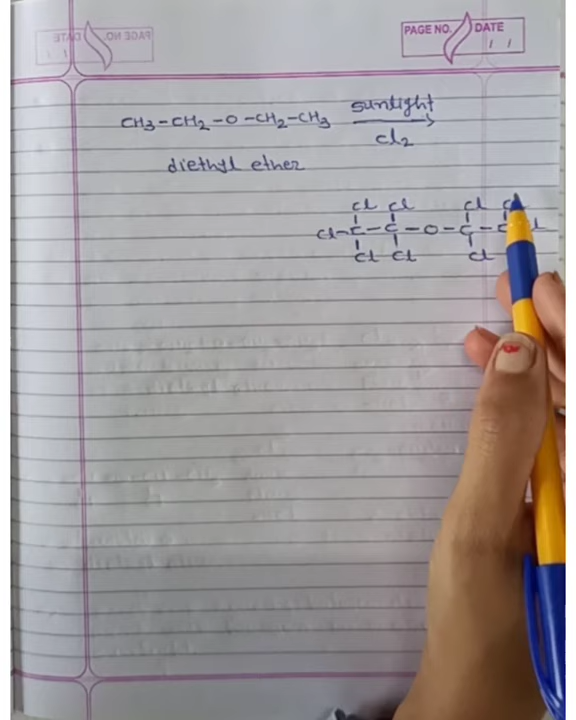 PAGE NO. DATE
/ /
CH3-CH2-O-CH2-CH3 sunlight
Cl2
diethyl ether
Cl Cl Cl
Cl-C-C-O-C-C
Cl Cl Cl